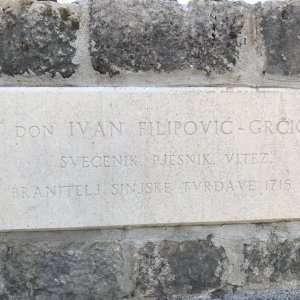 DON IVAN FILIPOVIĆ - GRČIĆ
SVEĆENIK, PJESNIK, VITEZ,
BRANITELJ SINJSKE TVRĐAVE 1715